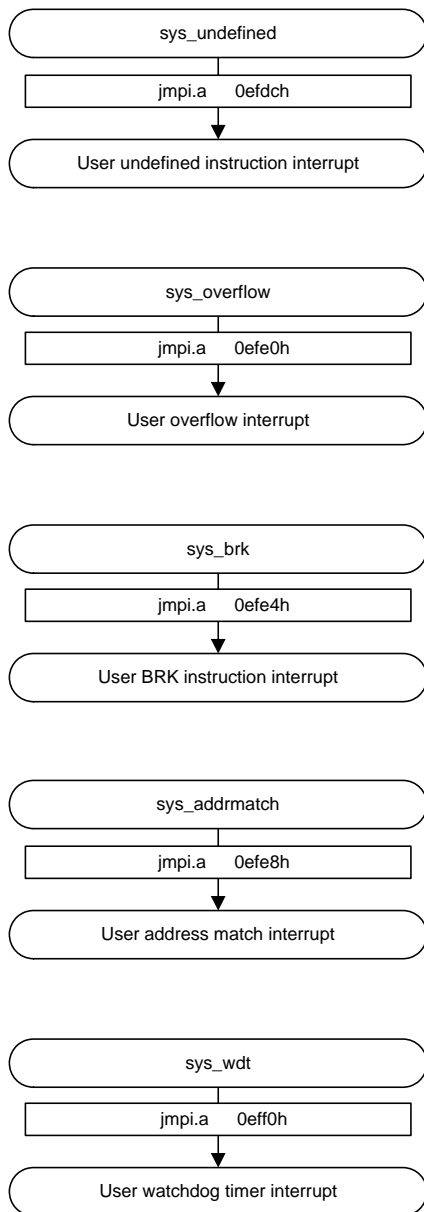 sys_undefined
jmpi.a 0efdch
User undefined instruction interrupt
sys_overflow
jmpi.a 0efe0h
User overflow interrupt
sys_brk
jmpi.a 0efe4h
User BRK instruction interrupt
sys_addrmatch
jmpi.a 0efe8h
User address match interrupt
sys_wdt
jmpi.a 0eff0h
User watchdog timer interrupt